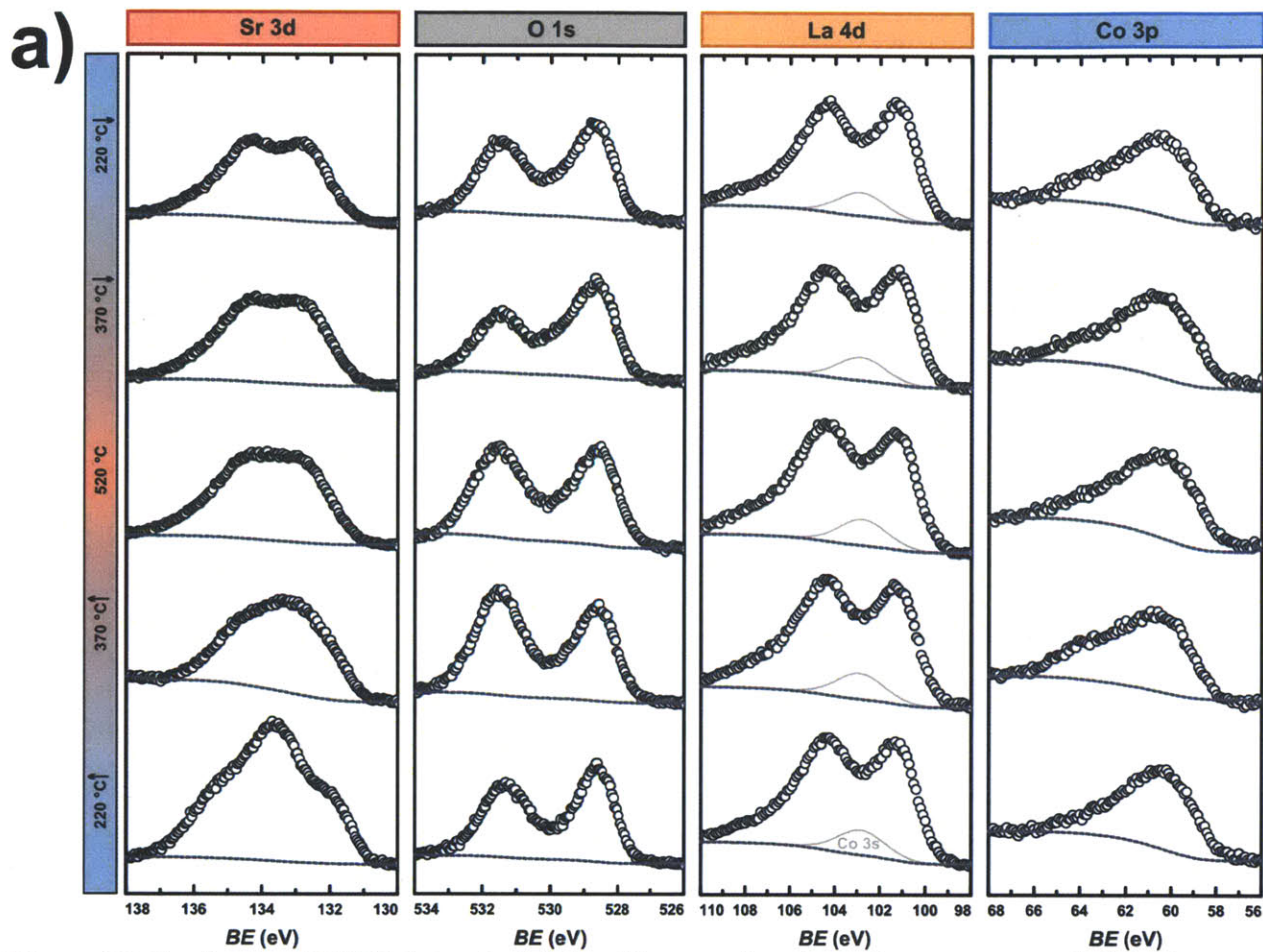 a)
Sr 3d
O 1s
La 4d
Co 3p
220 °C↓
370 °C↓
520 °C
370 °C↑
220 °C↑
Co 3s
138 136 134 132 130
534 532 530 528 526
110 108 106 104 102 100 98
68 66 64 62 60 58 56
BE (eV)
BE (eV)
BE (eV)
BE (eV)